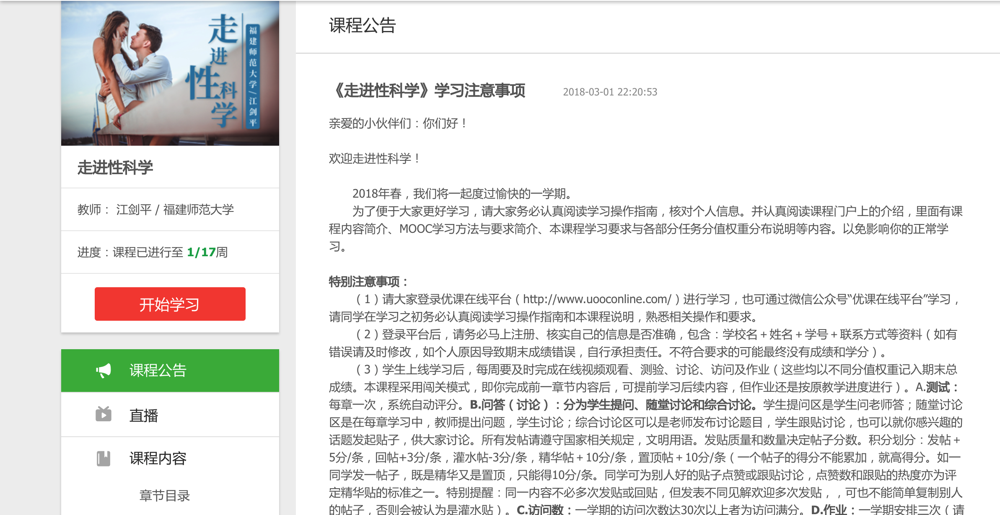 走
进
性科
学
福建师范大学/江剑平
走进性科学
教师： 江剑平 / 福建师范大学
进度：课程已进行至 1/17周
开始学习
课程公告
直播
课程内容
章节目录
课程公告
《走进性科学》学习注意事项 2018-03-01 22:20:53
亲爱的小伙伴们：你们好！
欢迎走进性科学！
2018年春，我们将一起度过愉快的一学期。
为了便于大家更好学习，请大家务必认真阅读学习操作指南，核对个人信息。并认真阅读课程门户上的介绍，里面有课
程内容简介、MOOC学习方法与要求简介、本课程学习要求与各部分任务分值权重分布说明等内容。以免影响你的正常学
习。
特别注意事项：
（1）请大家登录优课在线平台（http://www.uooconline.com/）进行学习，也可通过微信公众号“优课在线平台”学习，
请同学在学习之初务必认真阅读学习操作指南和本课程说明，熟悉相关操作和要求。
（2）登录平台后，请务必马上注册、核实自己的信息是否准确，包含：学校名＋姓名＋学号＋联系方式等资料（如有
错误请及时修改，如个人原因导致期末成绩错误，自行承担责任。不符合要求的可能最终没有成绩和学分）。
（3）学生上线学习后，每周要及时完成在线视频观看、测验、讨论、访问及作业（这些均以不同分值权重记入期末总
成绩。本课程采用闯关模式，即你完成前一章节内容后，可提前学习后续内容，但作业还是按原教学进度进行）。A.测试：
每章一次，系统自动评分。B.问答（讨论）：分为学生提问、随堂讨论和综合讨论。学生提问区是学生问老师答；随堂讨论
区是在每章学习中，教师提出问题，学生讨论；综合讨论区可以是老师发布讨论题目，学生跟贴讨论，也可以就你感兴趣的
话题发起贴子，供大家讨论。所有发帖请遵守国家相关规定，文明用语。发贴质量和数量决定帖子分数。积分划分：发帖＋
5分/条，回帖+3分/条，灌水帖-3分/条，精华帖＋10分/条，置顶帖＋10分/条（一个帖子的得分不能累加，就高得分。如一
同学发一帖子，既是精华又是置顶，只能得10分/条。同学可为别人好的贴子点赞或跟贴讨论，点赞数和跟贴的热度亦为评
定精华贴的标准之一。特别提醒：同一内容不必多次发贴或回贴，但发表不同见解欢迎多次发贴，，可也不能简单复制别人
的帖子，否则会被认为是灌水贴）。C.访问数：一学期的访问次数达30次以上者为访问满分。D.作业：一学期安排三次（请